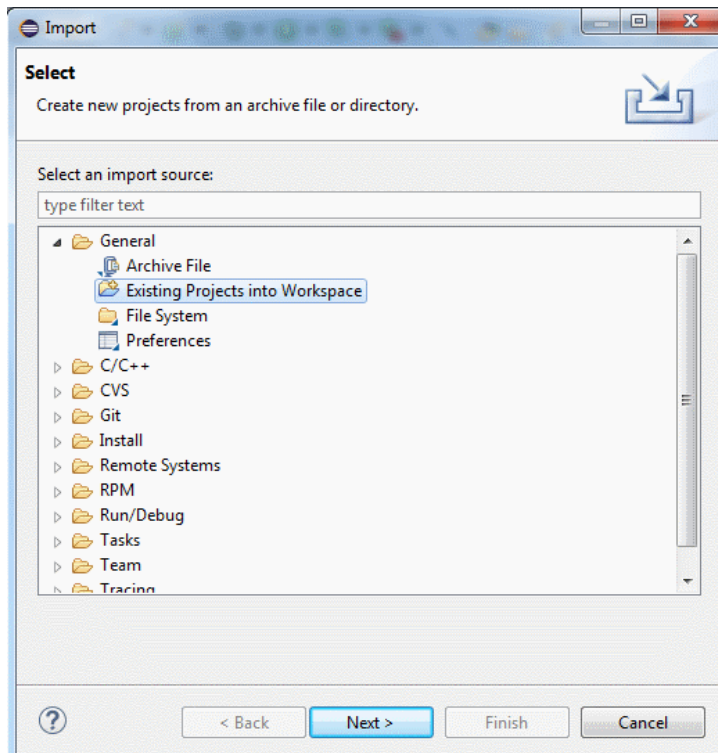 Import
Select
Create new projects from an archive file or directory.
Select an import source:
type filter text
General
Archive File
Existing Projects into Workspace
File System
Preferences
C/C++
CVS
Git
Install
Remote Systems
RPM
Run/Debug
Tasks
Team
Tracing
?
< Back
Next >
Finish
Cancel